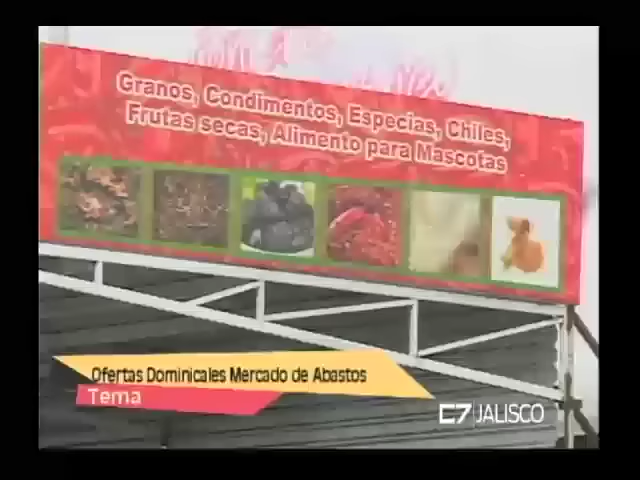 Granos, Condimentos, Especias, Chiles,
Frutas secas, Alimento para Mascotas
Ofertas Dominicales Mercado de Abastos
Tema
C7 JALISCO